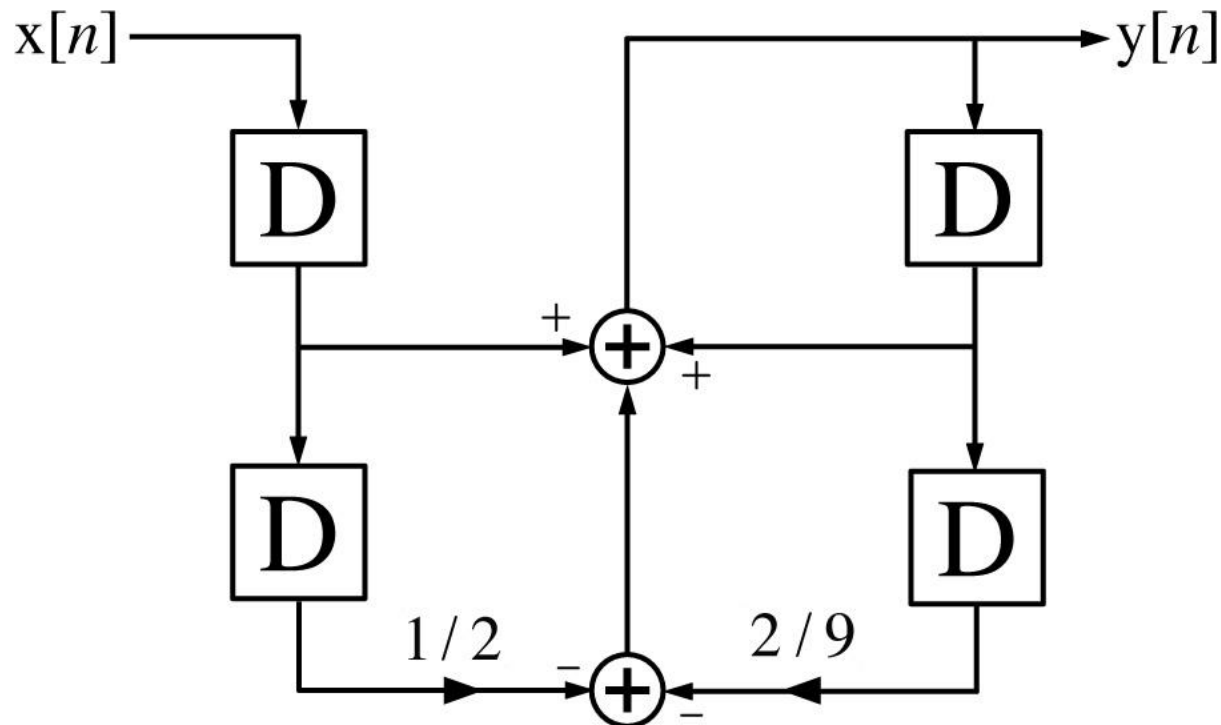 x[n] y[n]
D D
+
+
+
D D
1/2 2/9
- + -